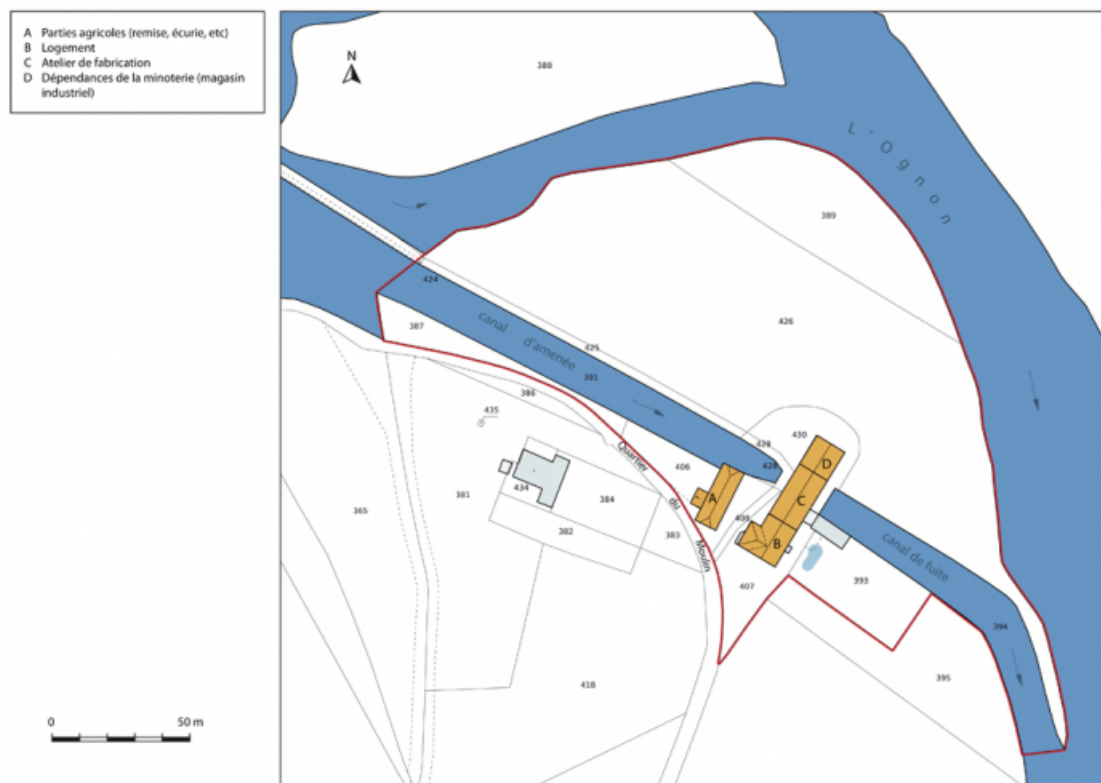 A Parties agricoles (remise, écurie, etc)
B Logement
C Atelier de fabrication
D Dépendances de la minoterie (magasin
industriel)
N
388
L'Ognon
389
424
387
canal
d'amenée
425
426
391
386
435
429
430
428
D
Quartier
406
A
C
434
384
381
du
408
365
382
383
B
Moulin
canal de fuite
393
407
394
395
418
0
50 m